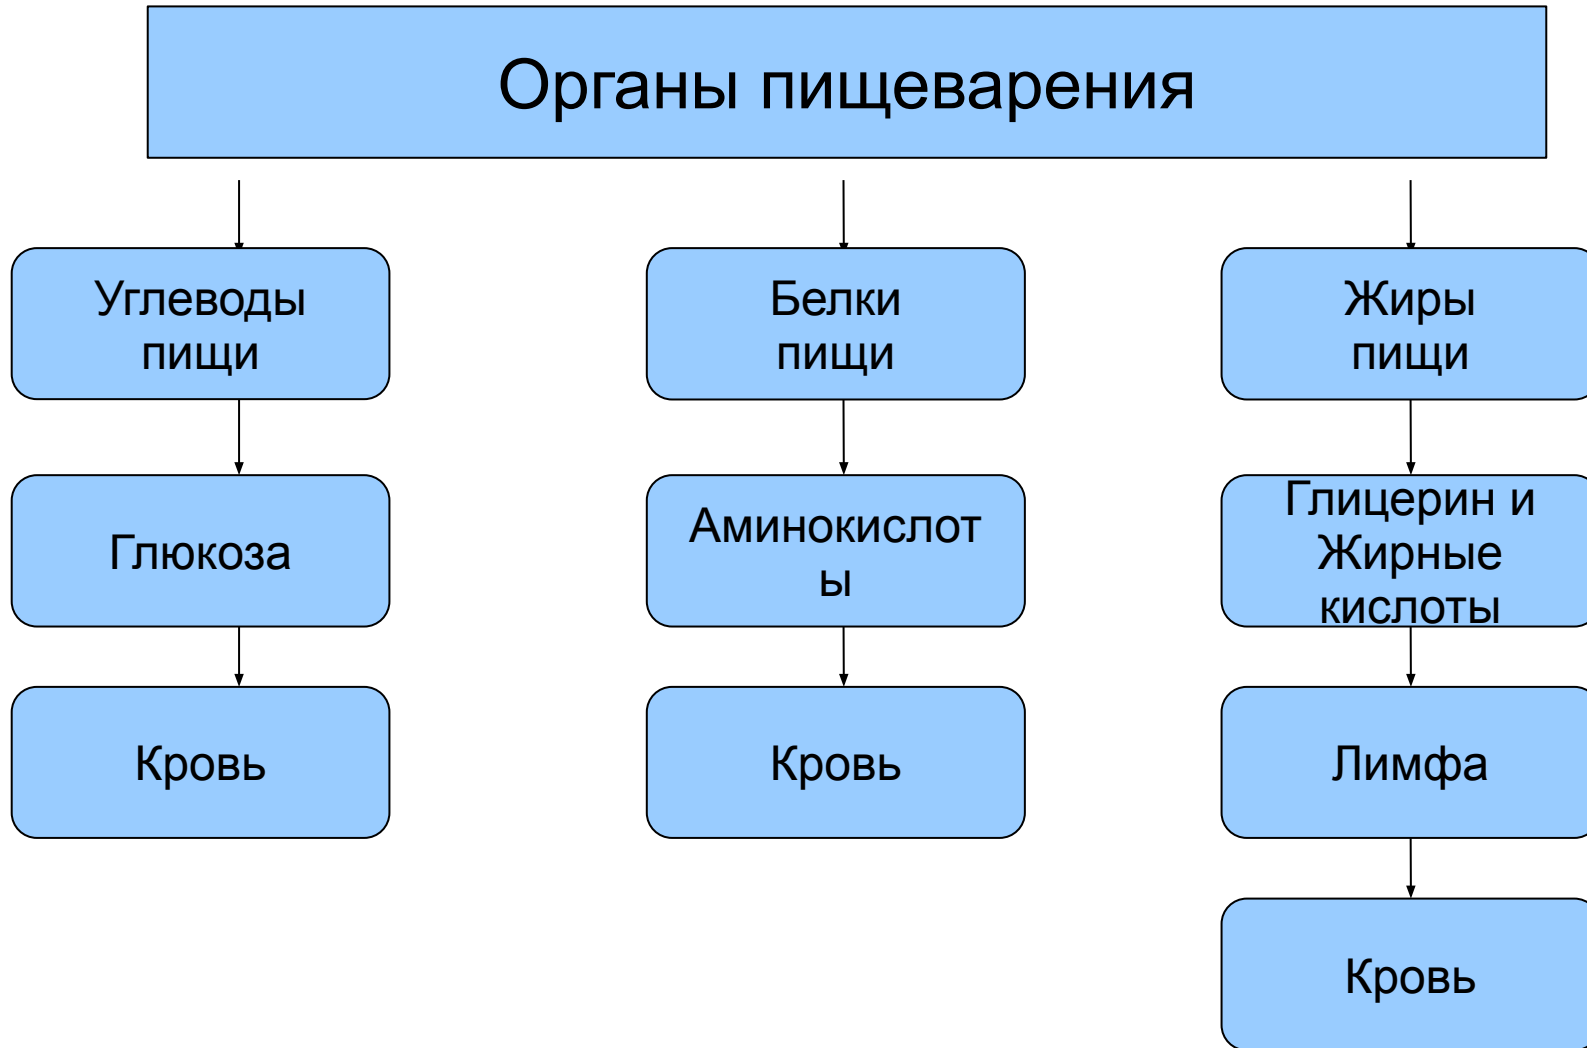 Органы пищеварения
Углеводы
пищи
Белки
пищи
Жиры
пищи
Глюкоза
Аминокислот
ы
Глицерин и
Жирные
кислоты
Кровь
Кровь
Лимфа
Кровь